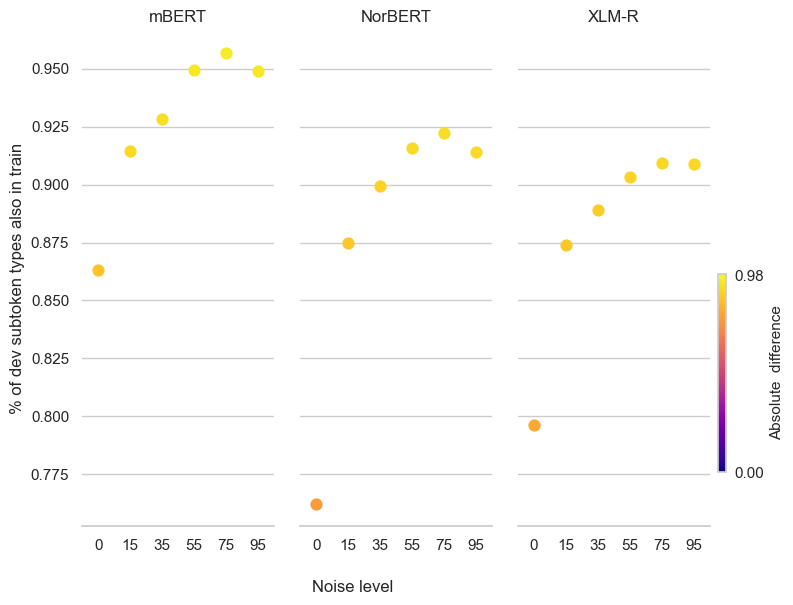 mBERT NorBERT XLM-R
% of dev subtoken types also in train
0.950
0.925
0.900
0.875
0.850
0.825
0.800
0.775
0 15 35 55 75 95 0 15 35 55 75 95 0 15 35 55 75 95
Noise level
0.98
0.00
Absolute difference